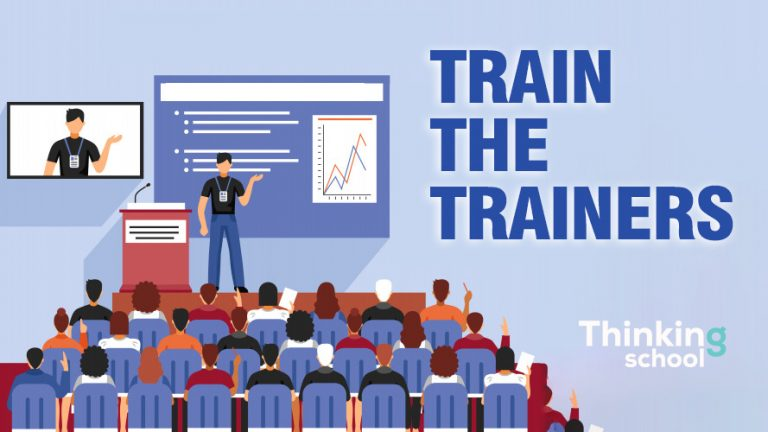 TRAIN
THE
TRAINERS
Thinking
school